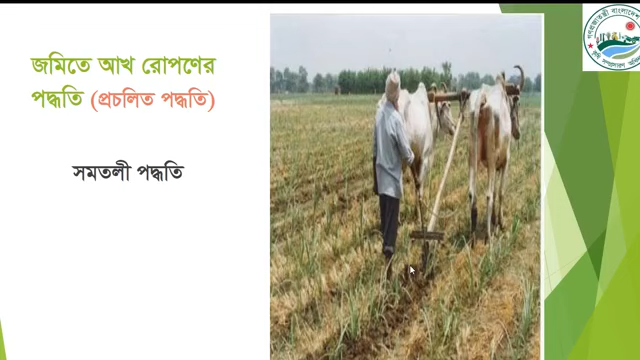 জমিতে আখ রোপণের
পদ্ধতি (প্রচলিত পদ্ধতি)
সমতলী পদ্ধতি